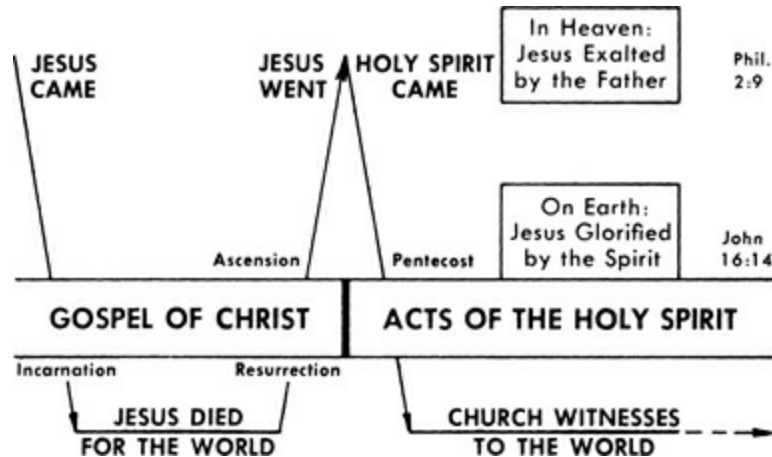 JESUS
CAME
JESUS
WENT
HOLY SPIRIT
CAME
In Heaven:
Jesus Exalted
by the Father
Phil.
2:9
Ascension
Pentecost
On Earth:
Jesus Glorified
by the Spirit
John
16:14
GOSPEL OF CHRIST
ACTS OF THE HOLY SPIRIT
Incarnation
Resurrection
JESUS DIED
FOR THE WORLD
CHURCH WITNESSES
TO THE WORLD